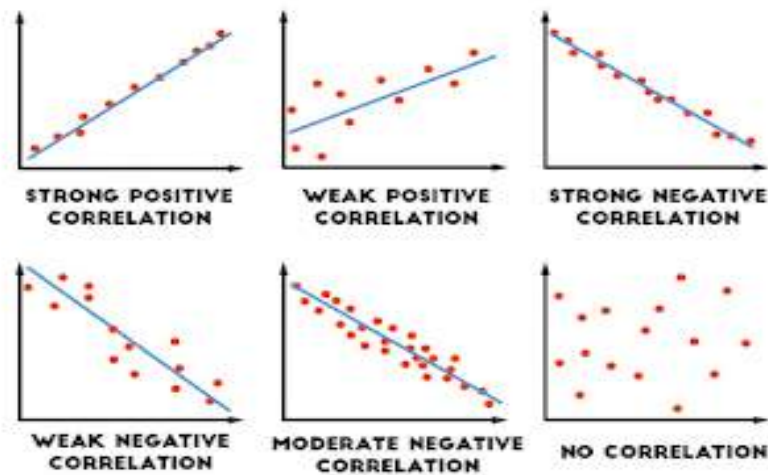 STRONG POSITIVE
CORRELATION
WEAK POSITIVE
CORRELATION
STRONG NEGATIVE
CORRELATION
WEAK NEGATIVE
CORRELATION
MODERATE NEGATIVE
CORRELATION
NO CORRELATION